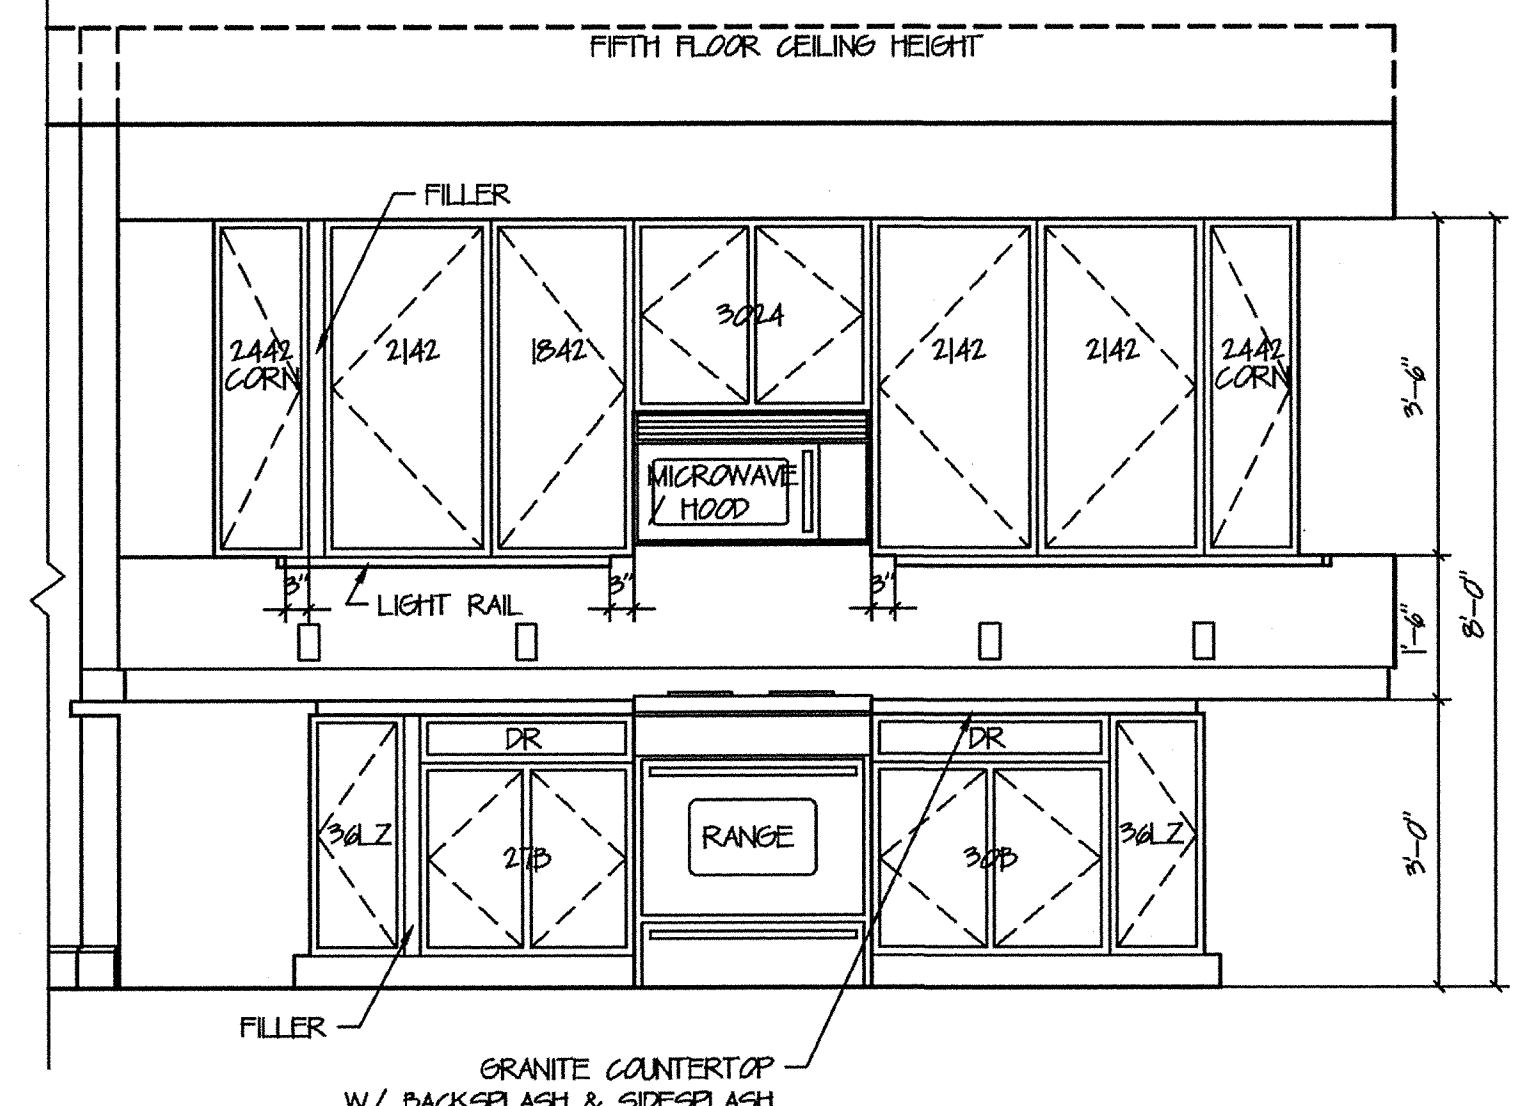 FIFTH FLOOR CEILING HEIGHT
FILLER
2442
CORN
2142
1842
3024
2142
2142
2442
CORN
3'-6"
MICROWAVE
/ HOOD
3"
LIGHT RAIL
3"
3"
1'-6"
8'-0"
DR
DR
36LZ
27B
RANGE
30B
36LZ
3'-0"
FILLER
GRANITE COUNTERTOP
W/ BACKSPLASH & SIDESPLASH